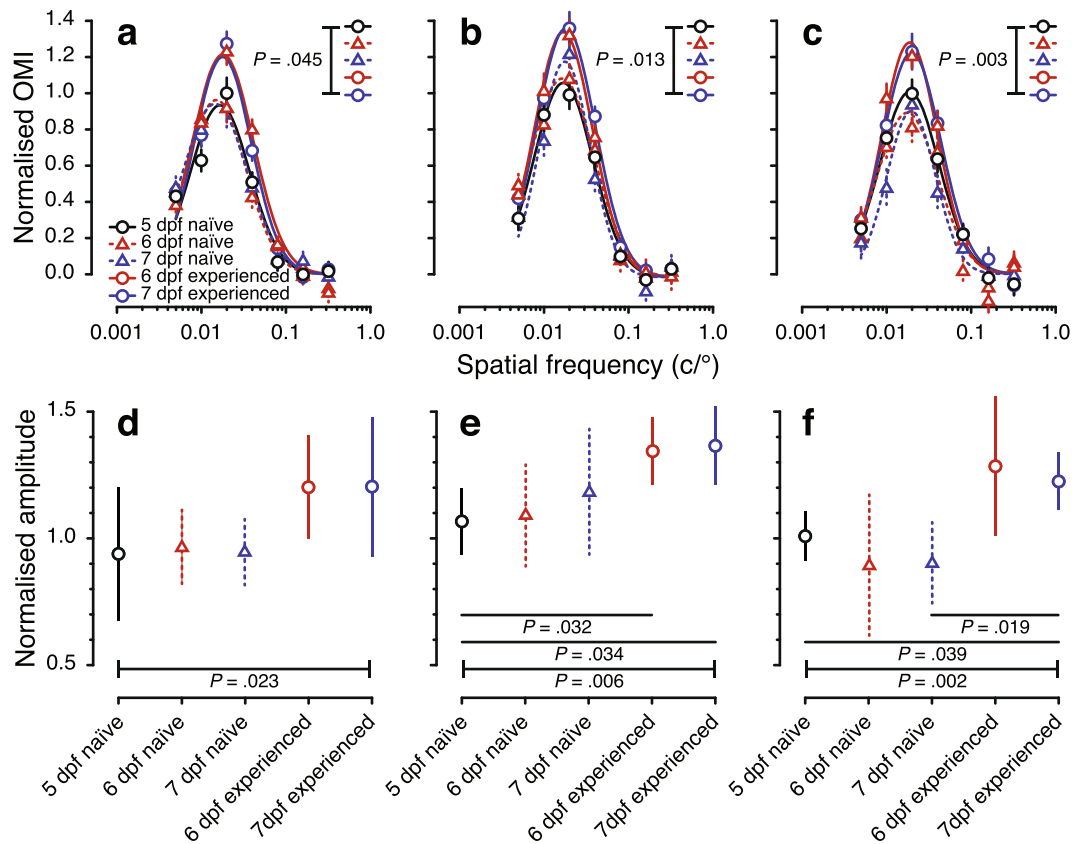 a
b
c
Normalised OMI
1.4
1.2
1.0
0.8
0.6
0.4
0.2
0.0
P = .045
P = .013
P = .003
5 dpf naïve
6 dpf naïve
7 dpf naïve
6 dpf experienced
7 dpf experienced
0.001 0.01 0.1 1.0
0.001 0.01 0.1 1.0
0.001 0.01 0.1 1.0
Spatial frequency (c/°)
d
e
f
Normalised amplitude
1.5
1.0
0.5
P = .023
P = .032
P = .034
P = .006
P = .019
P = .039
P = .002
5 dpf naïve
6 dpf naïve
7 dpf naïve
6 dpf experienced
7dpf experienced
5 dpf naïve
6 dpf naïve
7 dpf naïve
6 dpf experienced
7dpf experienced
5 dpf naïve
6 dpf naïve
7 dpf naïve
6 dpf experienced
7dpf experienced